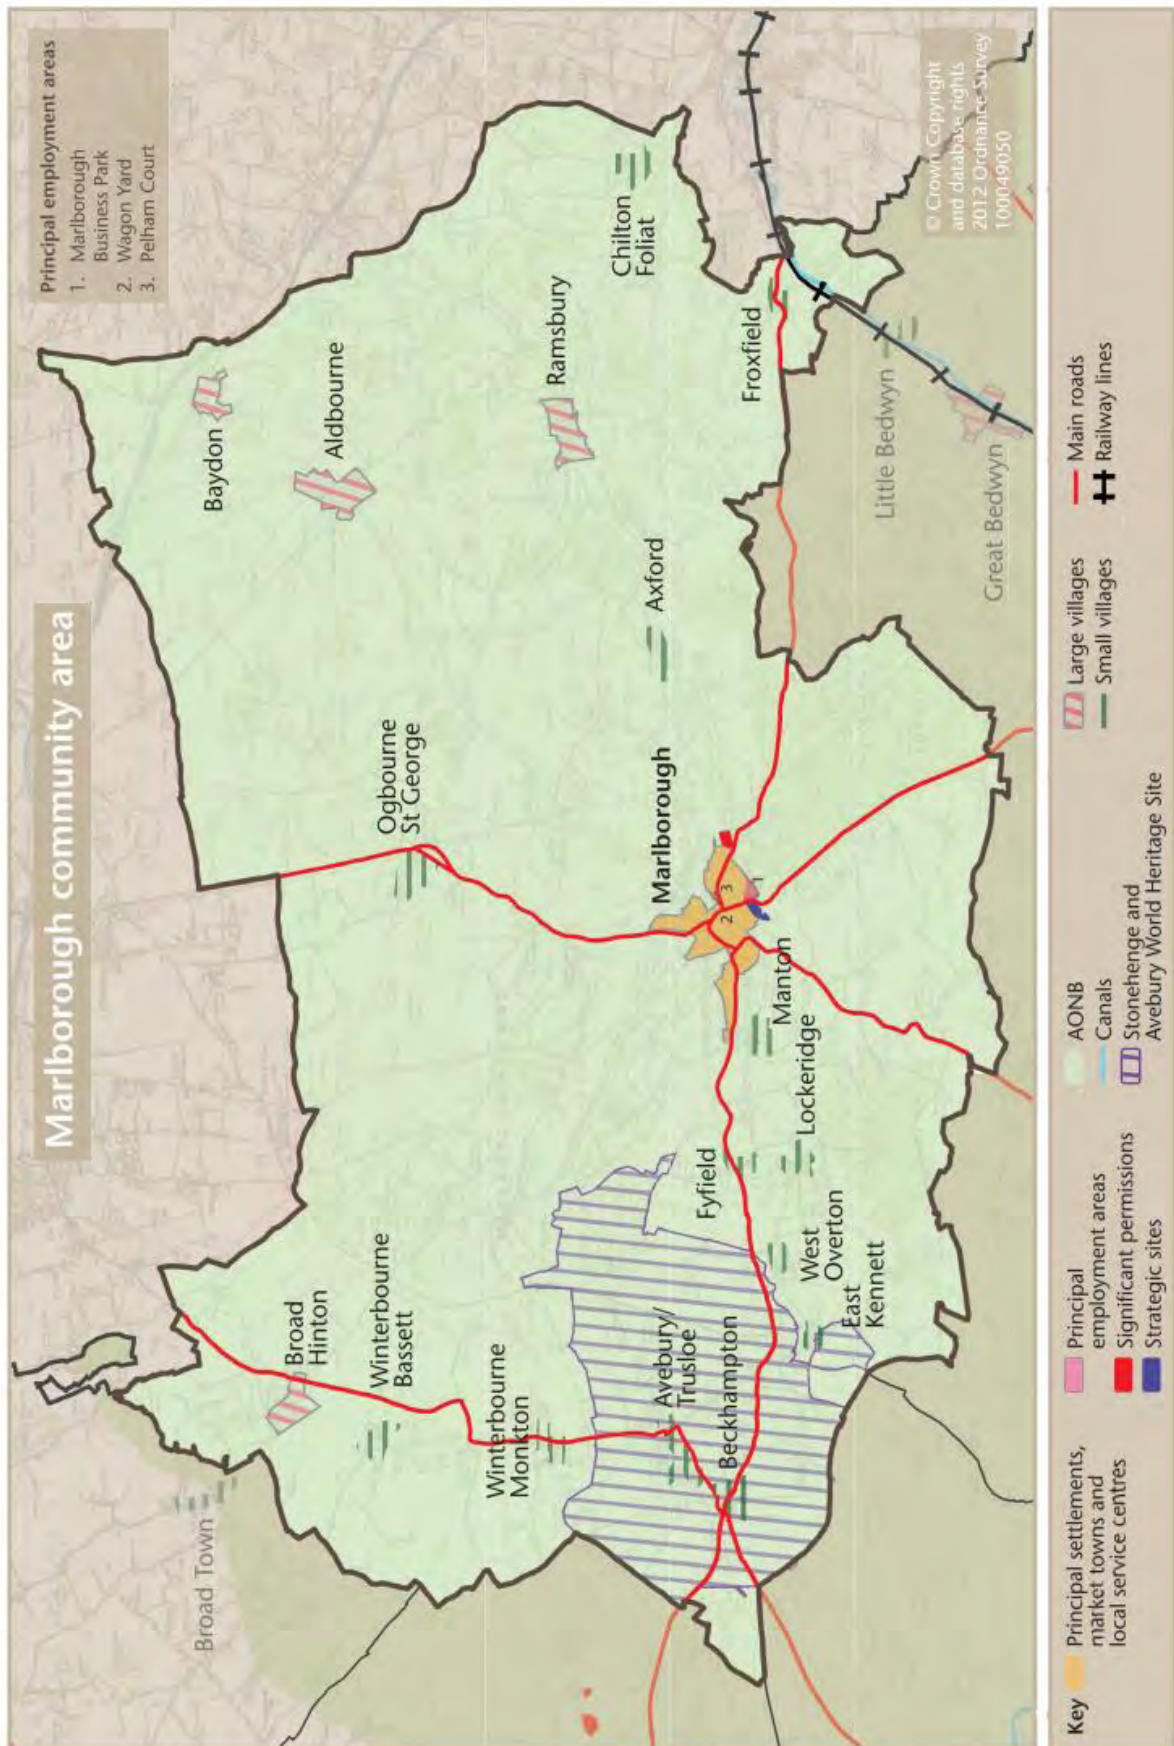 Marlborough community area
Principal employment areas
1. Marlborough
Business Park
2. Wagon Yard
3. Pelham Court
Broad Town
Broad
Hinton
Winterbourne
Bassett
Winterbourne
Monkton
Avebury/
Trusloe
Beckhampton
East
Kennett
West
Overton
Fyfield
Lockeridge
Manton
Marlborough
1
2
3
Ogbourne
St George
Axford
Baydon
Aldbourne
Ramsbury
Chilton
Foliat
Froxfield
Little Bedwyn
Great Bedwyn
© Crown Copyright
and database rights
2012 Ordnance Survey
100049050
Key
Principal settlements,
market towns and
local service centres
Principal
employment areas
Significant permissions
Strategic sites
AONB
Canals
Stonehenge and
Avebury World Heritage Site
Large villages
Small villages
Main roads
Railway lines